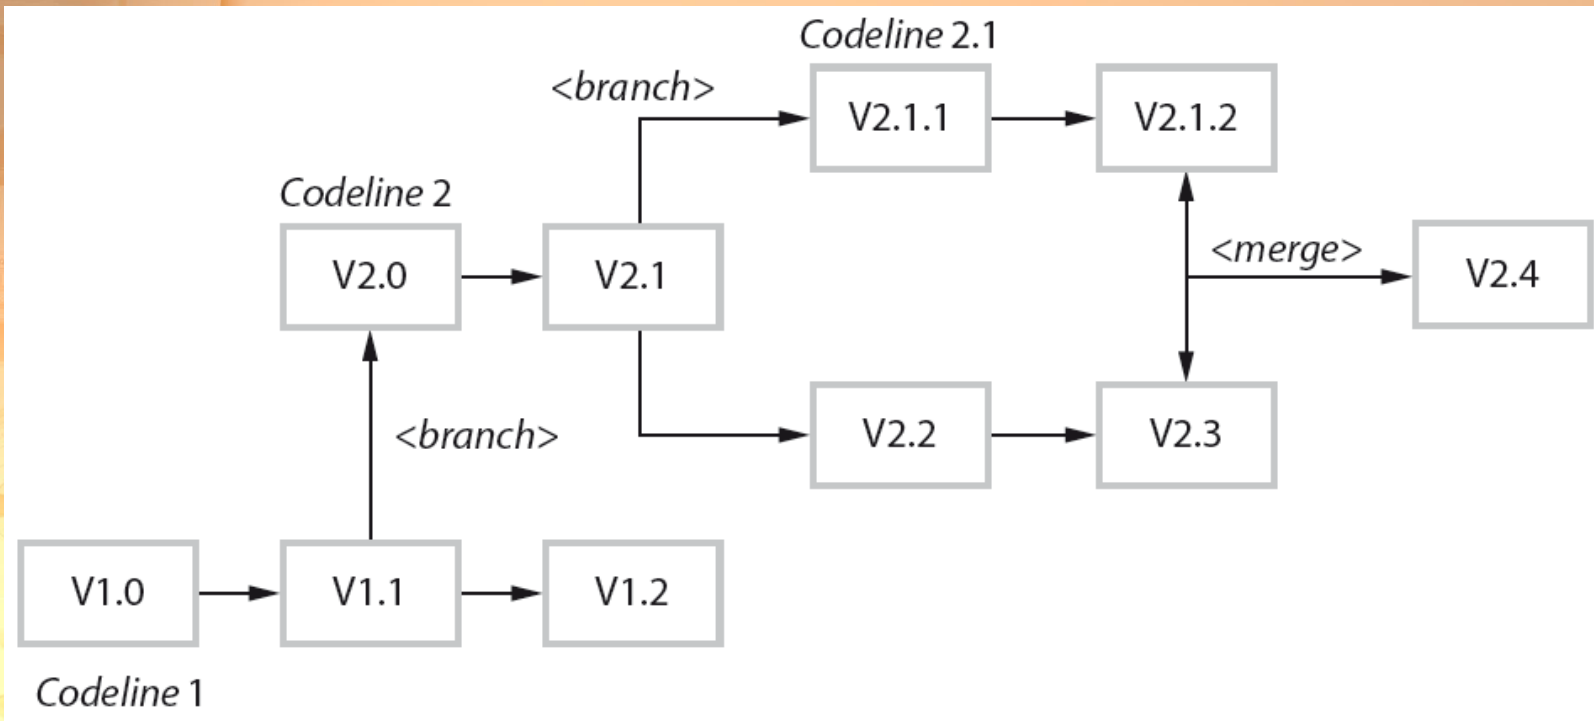 Codeline 2.1
<branch>
V2.1.1
V2.1.2
Codeline 2
V2.0
V2.1
<merge>
V2.4
<branch>
V2.2
V2.3
V1.0
V1.1
V1.2
Codeline 1